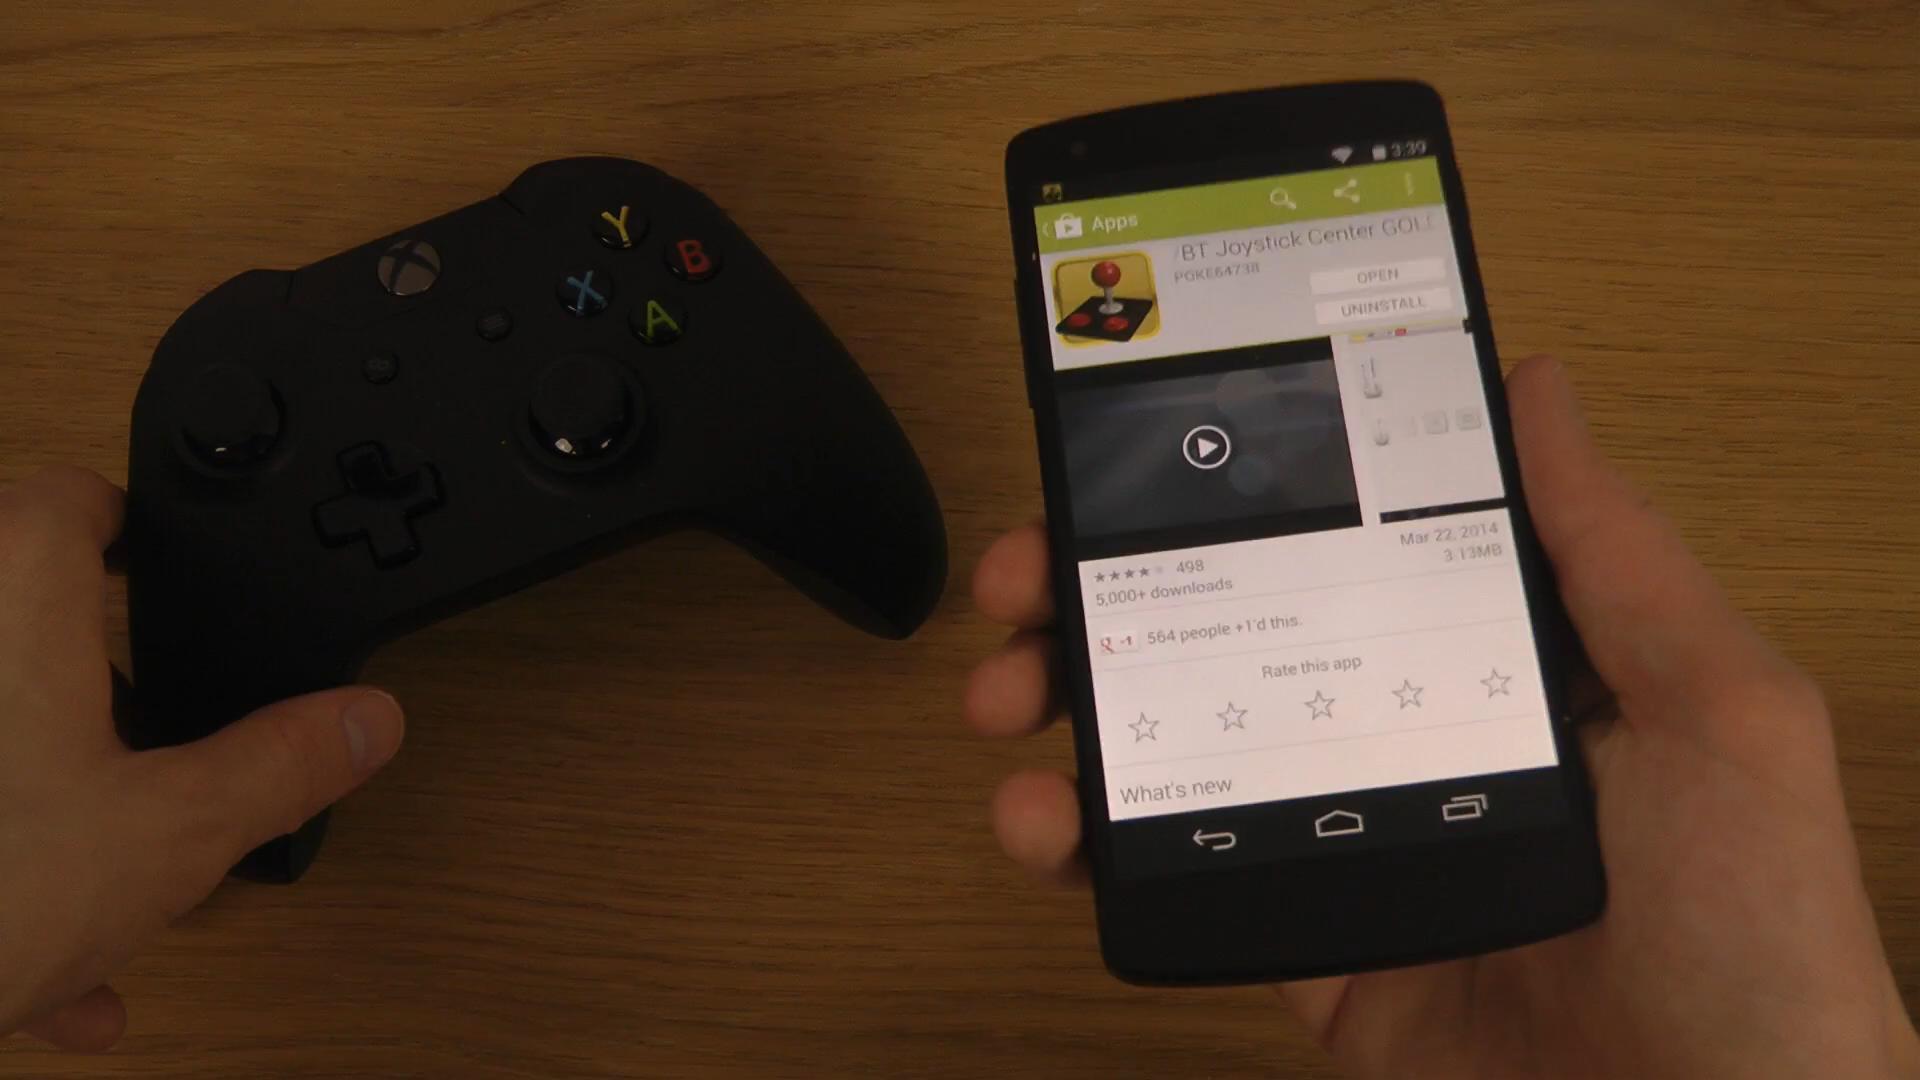 Y
B
X
A
3:39
Apps
BT Joystick Center GOL
POKE64738
OPEN
UNINSTALL
Mar 22, 2014
3.13MB
498
5,000+ downloads
564 people +1'd this.
Rate this app
What's new